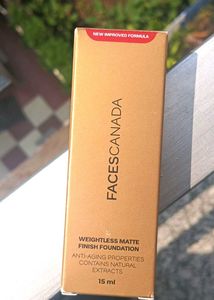 NEW IMPROVED FORMULA
FACESCANADA
WEIGHTLESS MATTE
FINISH FOUNDATION
ANTI-AGING PROPERTIES
CONTAINS NATURAL
EXTRACTS
15 ml